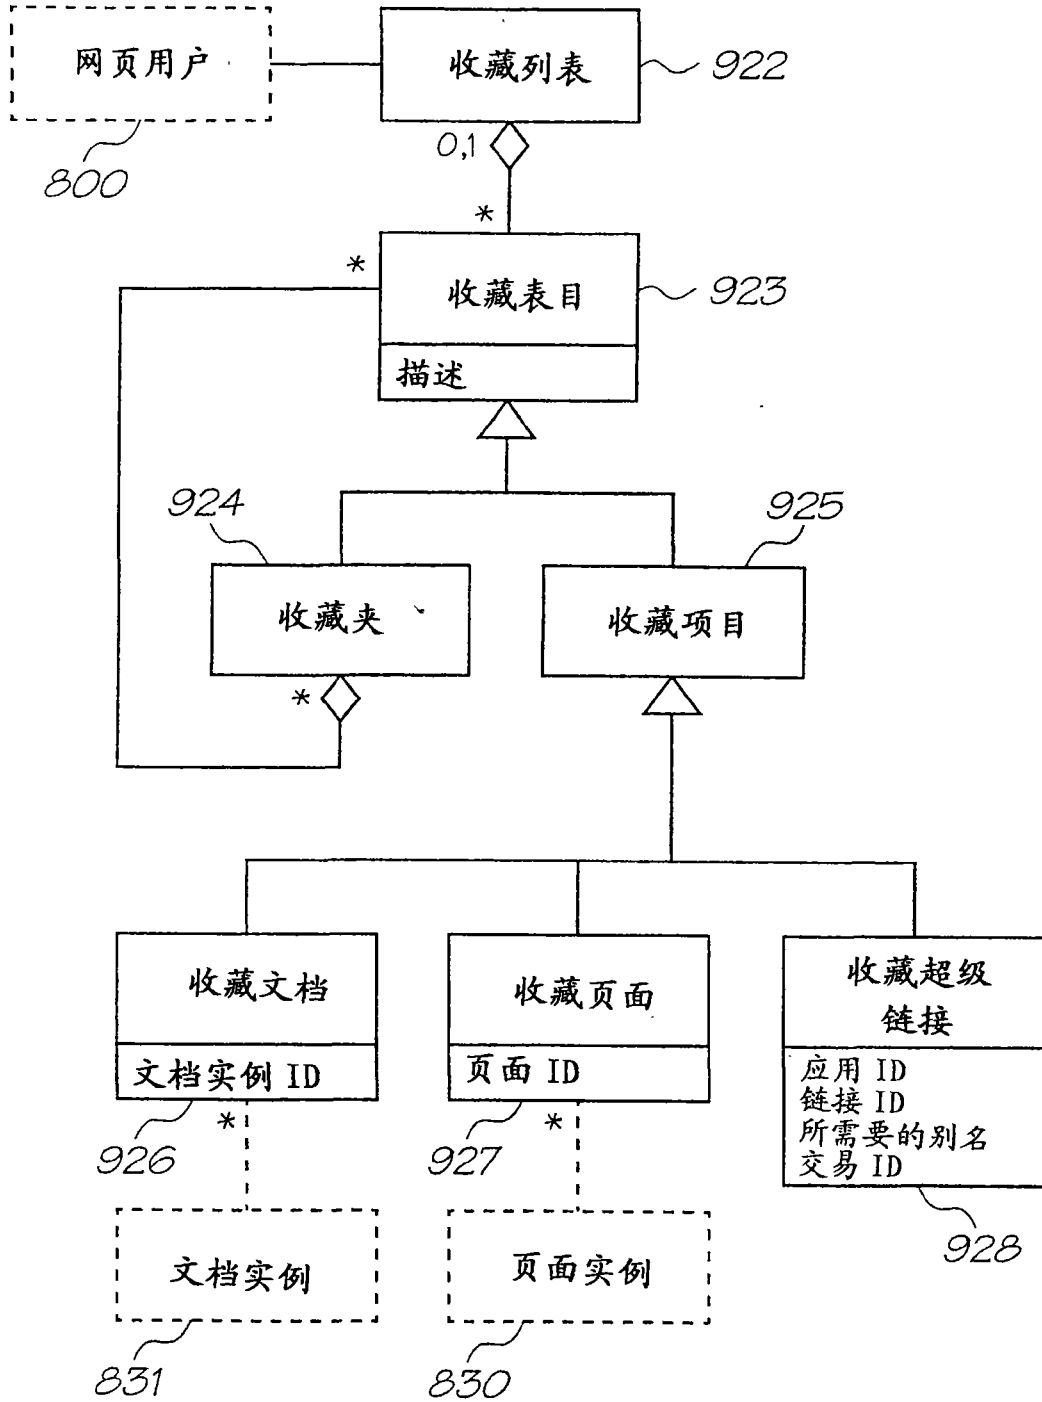 网页用户
收藏列表
922
0,1
800
*
*
收藏表目
923
描述
924
925
收藏夹
收藏项目
*
收藏文档
收藏页面
收藏超级
链接
文档实例 ID
页面 ID
应用 ID
链接 ID
所需要的别名
交易 ID
*
*
926
927
928
文档实例
页面实例
831
830